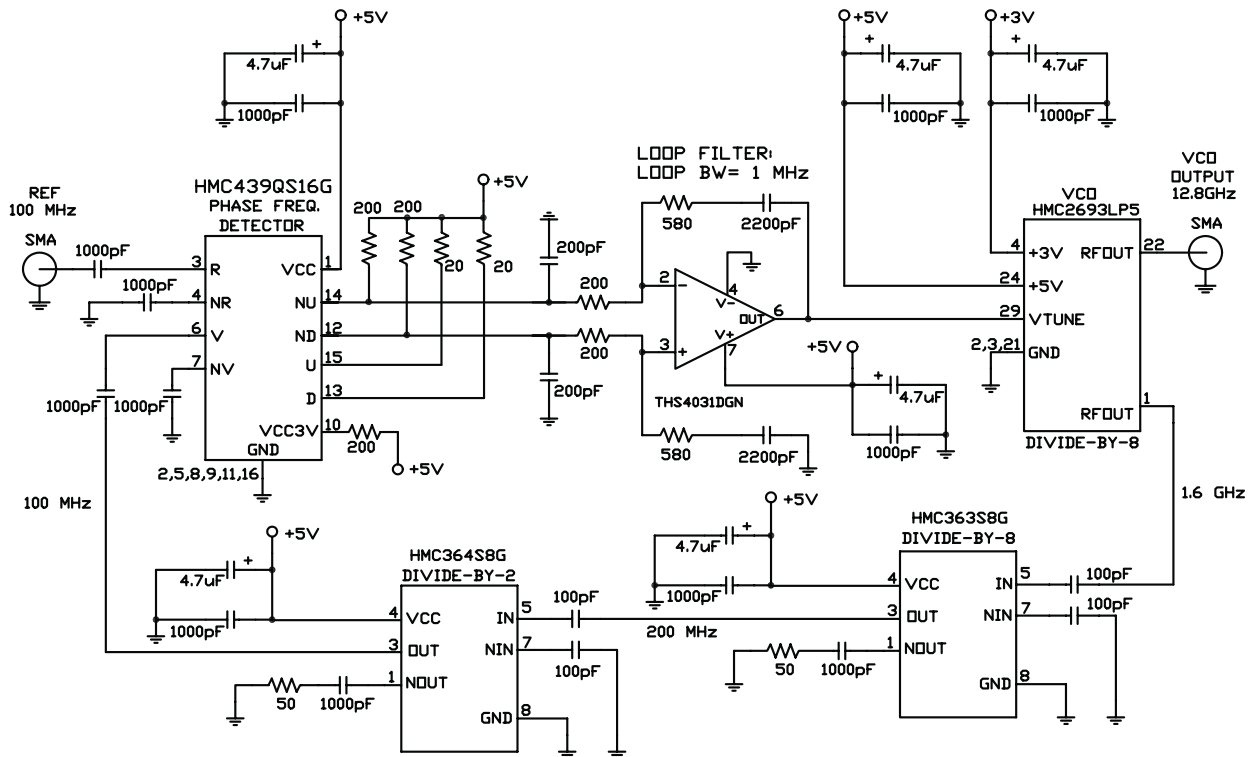 +5V
+
4.7uF
1000pF
+5V
+
4.7uF
1000pF
+3V
+
4.7uF
1000pF
REF
100 MHz
SMA
1000pF
1000pF
HMC439QS16G
PHASE FREQ.
DETECTOR
3
R
4
NR
6
V
7
NV
VCC
1
NU
14
ND
12
U
15
D
13
VCC3V
10
GND
2,5,8,9,11,16
200
+5V
1000pF
1000pF
100 MHz
200
200
+5V
20
20
200pF
200
200
200pF
LOOP FILTER:
LOOP BW= 1 MHz
580
2200pF
2
-
3
+
4
V-
OUT
6
V+
7
THS4031DGN
580
2200pF
+5V
+
4.7uF
1000pF
VCO
HMC2693LP5
4
+3V
24
+5V
29
VTUNE
2,3,21
GND
RFOUT
22
RFOUT
1
DIVIDE-BY-8
VCO
OUTPUT
12.8GHz
SMA
1.6 GHz
+5V
+
4.7uF
1000pF
HMC364S8G
DIVIDE-BY-2
4
VCC
3
OUT
1
NOUT
IN
5
NIN
7
GND
8
50
1000pF
100pF
100pF
200 MHz
+5V
+
4.7uF
1000pF
HMC363S8G
DIVIDE-BY-8
4
VCC
3
OUT
1
NOUT
IN
5
NIN
7
GND
8
50
1000pF
100pF
100pF